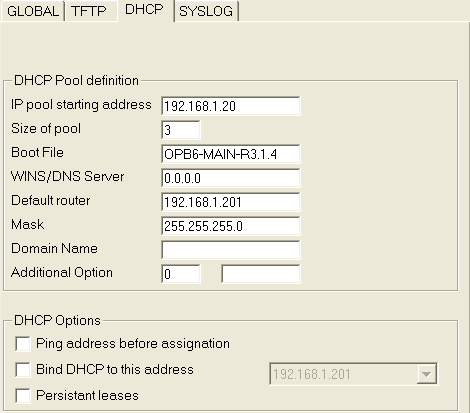 GLOBAL TFTP DHCP SYSLOG
DHCP Pool definition
IP pool starting address 192.168.1.20
Size of pool 3
Boot File OPB6-MAIN-R3.1.4
WINS/DNS Server 0.0.0.0
Default router 192.168.1.201
Mask 255.255.255.0
Domain Name
Additional Option 0
DHCP Options
Ping address before assignation
Bind DHCP to this address 192.168.1.201
Persistant leases